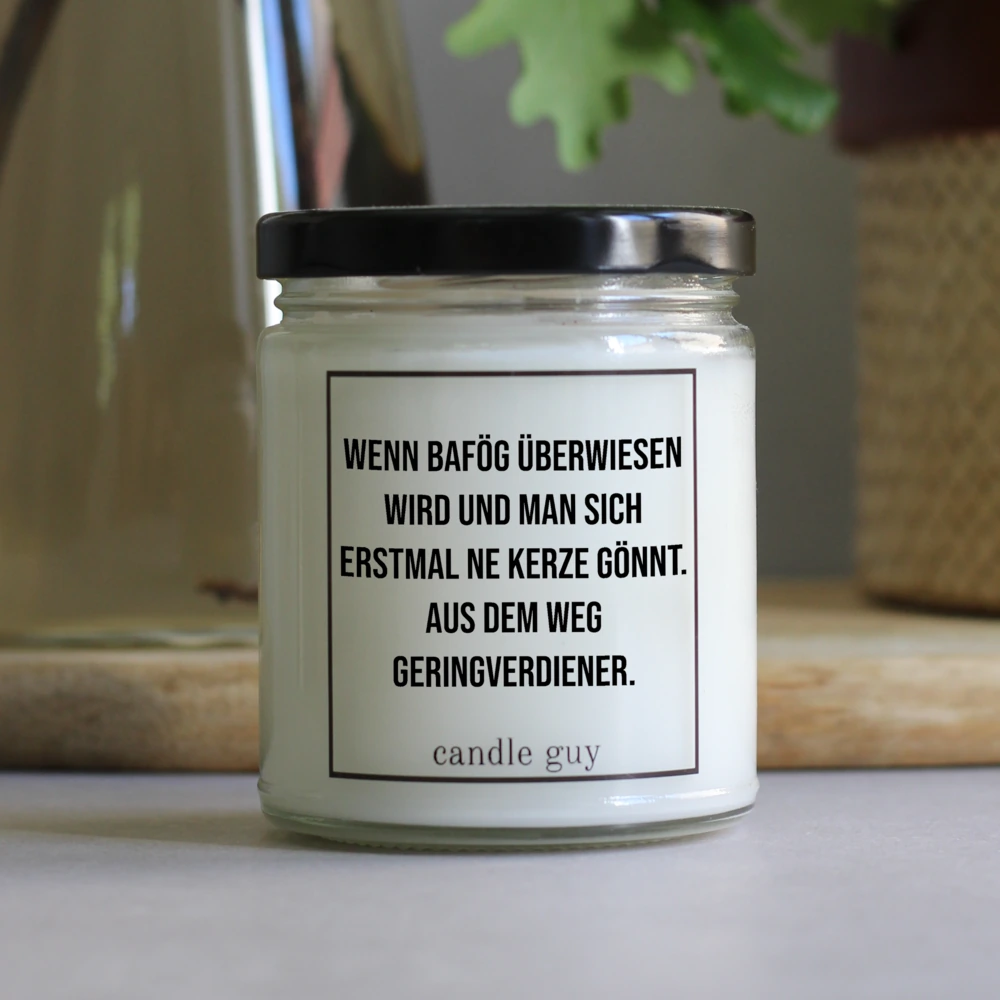 WENN BAFÖG ÜBERWIESEN
WIRD UND MAN SICH
ERSTMAL NE KERZE GÖNNT.
AUS DEM WEG
GERINGVERDIENER.
candle guy